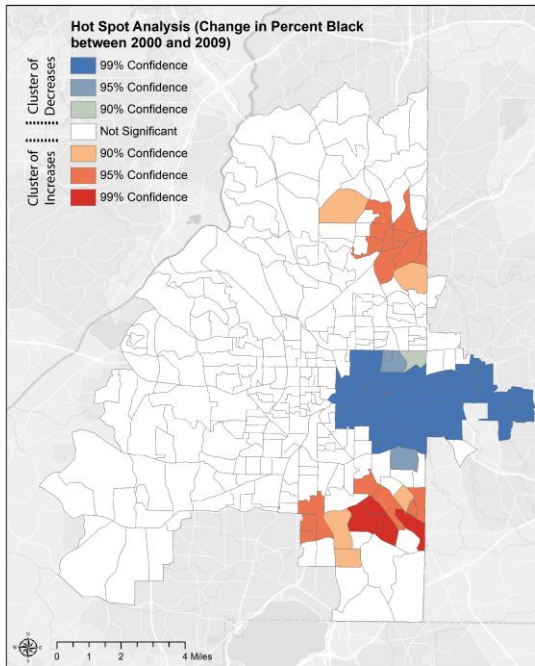 Hot Spot Analysis (Change in Percent Black
between 2000 and 2009)
Cluster of
Decreases
99% Confidence
95% Confidence
90% Confidence
Not Significant
Cluster of
Increases
90% Confidence
95% Confidence
99% Confidence
N
W E
S
0 1 2 4 Miles